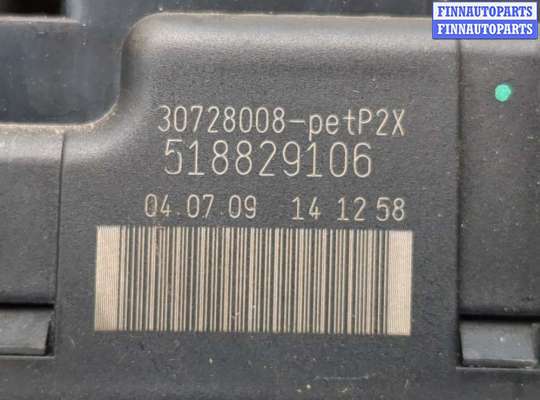 FINNAUTOPARTS
FINNAUTOPARTS
30728008-petP2X
518829106
04.07.09 14 12 58